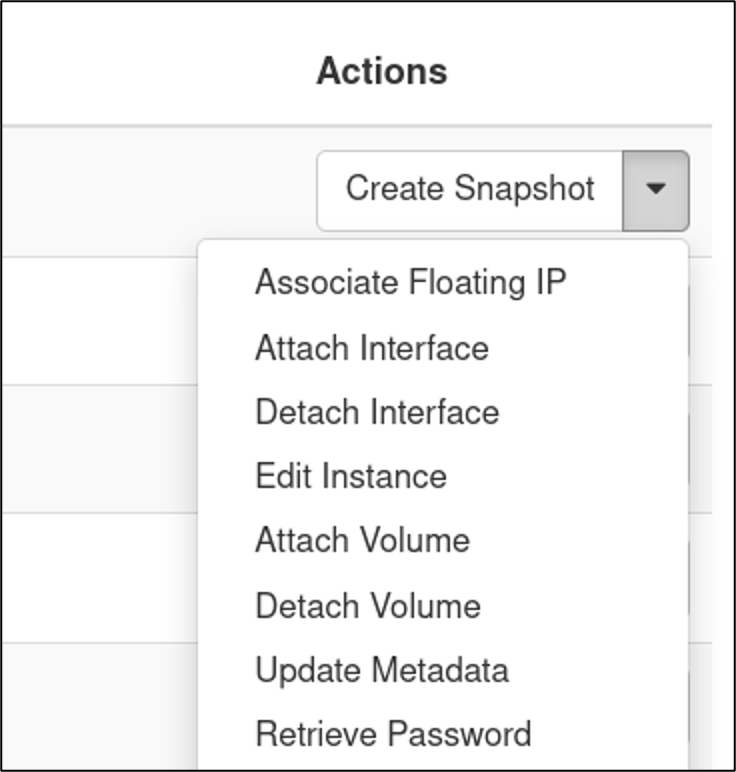 Actions
Create Snapshot
Associate Floating IP
Attach Interface
Detach Interface
Edit Instance
Attach Volume
Detach Volume
Update Metadata
Retrieve Password